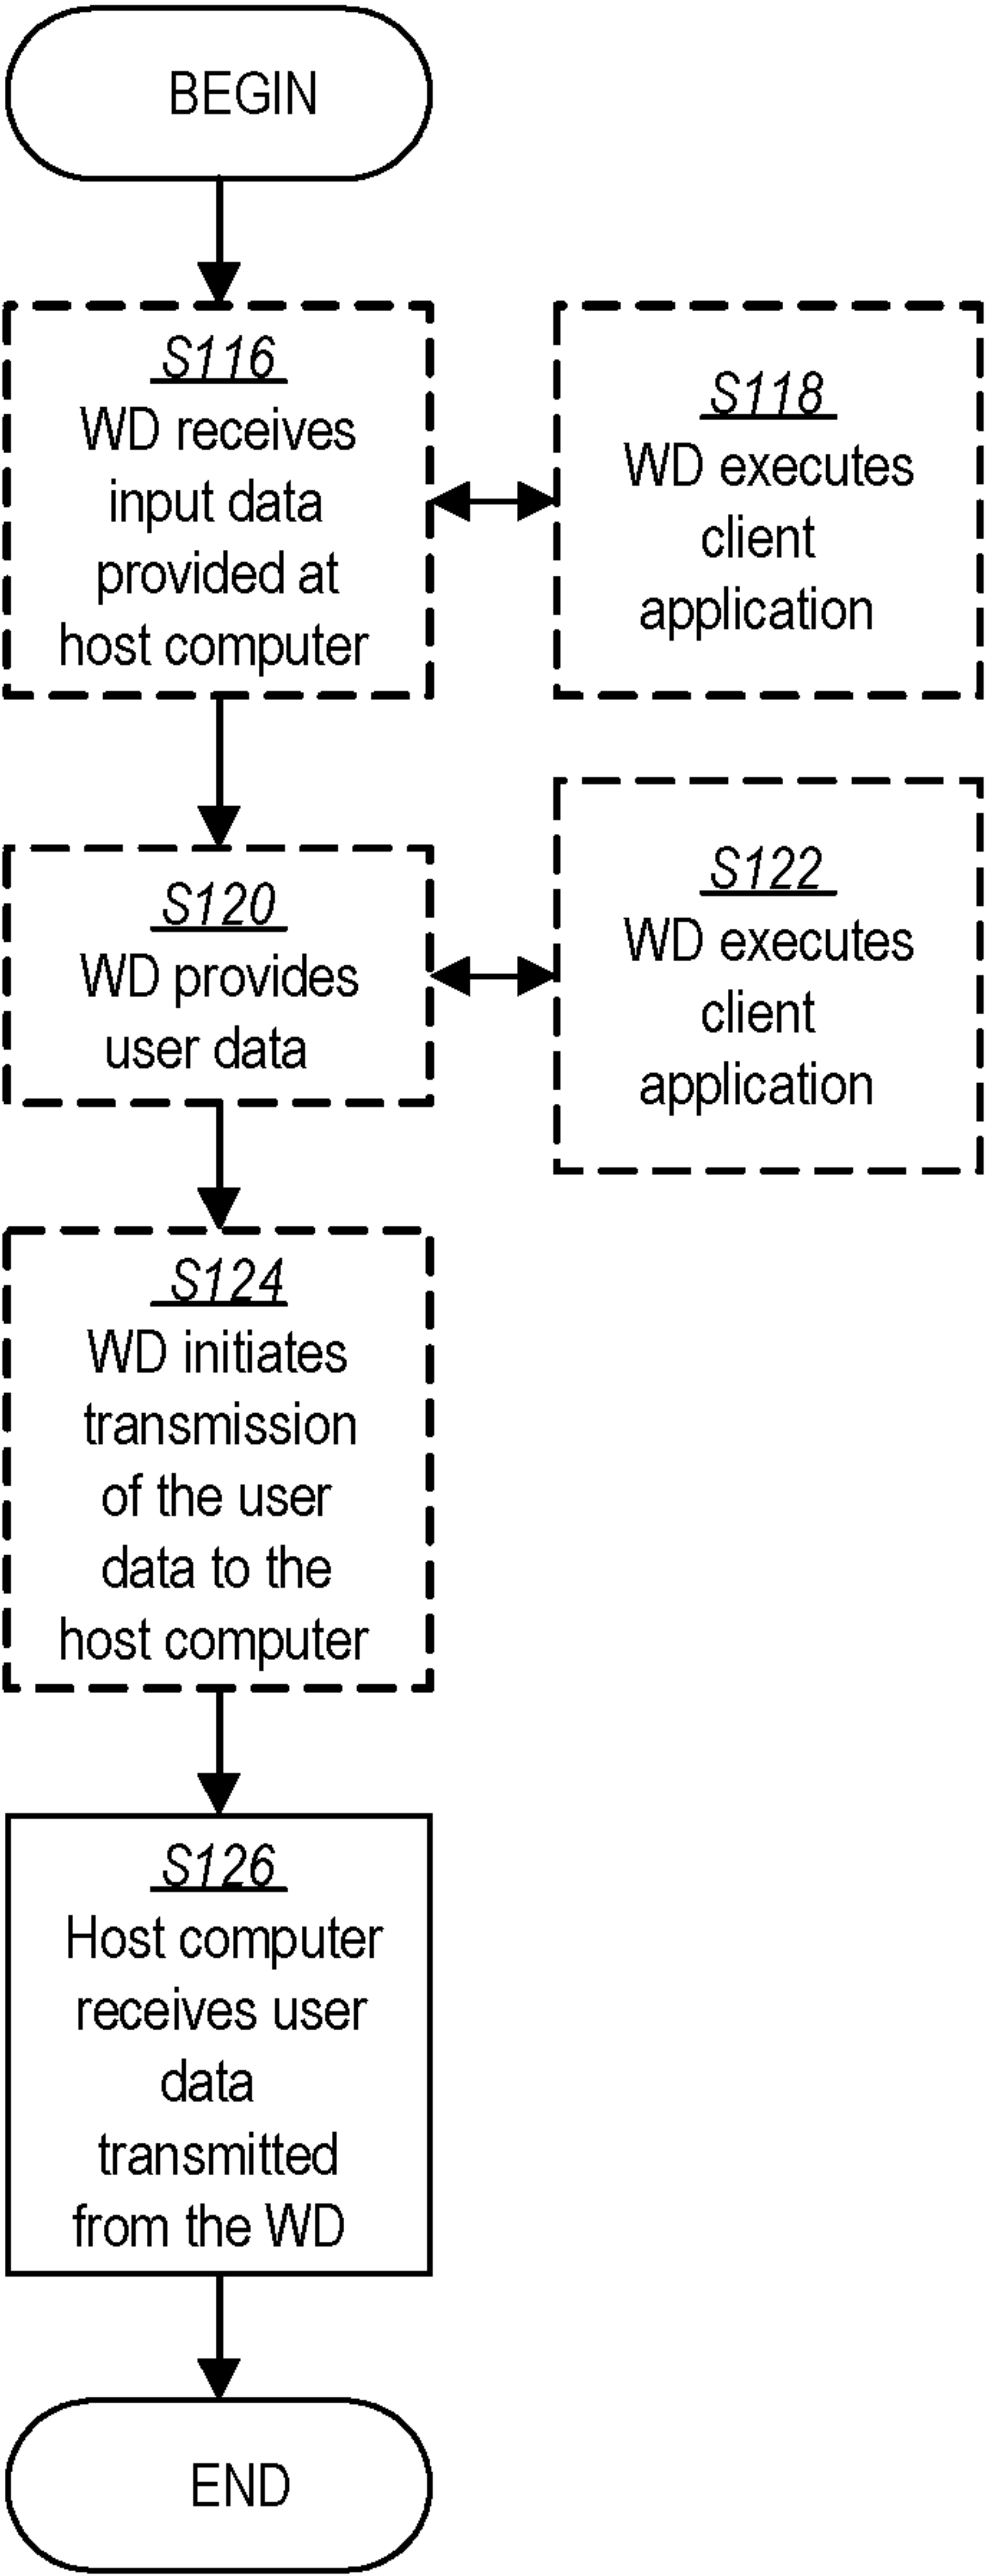 BEGIN
S116
WD receives
input data
provided at
host computer
S118
WD executes
client
application
S120
WD provides
user data
S122
WD executes
client
application
S124
WD initiates
transmission
of the user
data to the
host computer
S126
Host computer
receives user
data
transmitted
from the WD
END